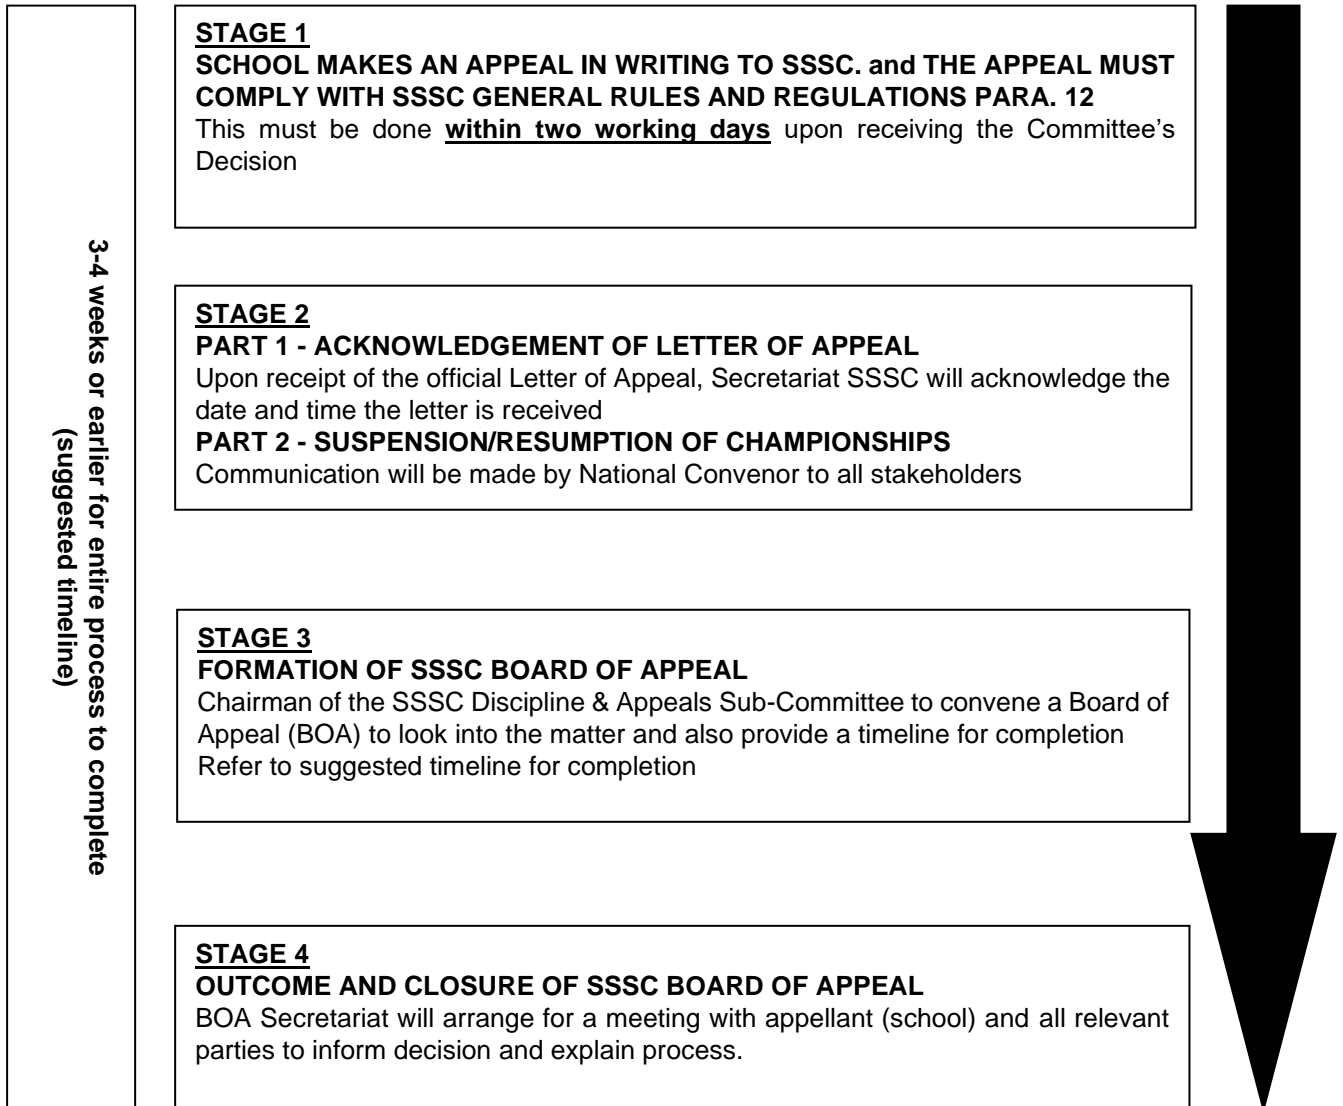 3-4 weeks or earlier for entire process to complete
(suggested timeline)
STAGE 1
SCHOOL MAKES AN APPEAL IN WRITING TO SSSC. and THE APPEAL MUST
COMPLY WITH SSSC GENERAL RULES AND REGULATIONS PARA. 12
This must be done within two working days upon receiving the Committee’s
Decision
STAGE 2
PART 1 - ACKNOWLEDGEMENT OF LETTER OF APPEAL
Upon receipt of the official Letter of Appeal, Secretariat SSSC will acknowledge the
date and time the letter is received
PART 2 - SUSPENSION/RESUMPTION OF CHAMPIONSHIPS
Communication will be made by National Convenor to all stakeholders
STAGE 3
FORMATION OF SSSC BOARD OF APPEAL
Chairman of the SSSC Discipline & Appeals Sub-Committee to convene a Board of
Appeal (BOA) to look into the matter and also provide a timeline for completion
Refer to suggested timeline for completion
STAGE 4
OUTCOME AND CLOSURE OF SSSC BOARD OF APPEAL
BOA Secretariat will arrange for a meeting with appellant (school) and all relevant
parties to inform decision and explain process.